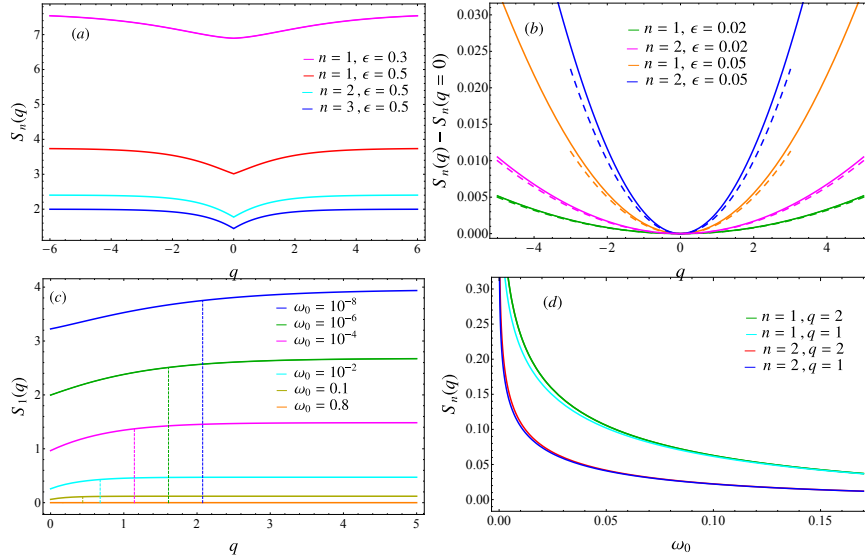 (a)
n = 1, ϵ = 0.3
n = 1, ϵ = 0.5
n = 2, ϵ = 0.5
n = 3, ϵ = 0.5
S_n(q)
7
6
5
4
3
2
−6 −4 −2 0 2 4 6
q
(b)
n = 1, ϵ = 0.02
n = 2, ϵ = 0.02
n = 1, ϵ = 0.05
n = 2, ϵ = 0.05
S_n(q) − S_n(q = 0)
0.030
0.025
0.020
0.015
0.010
0.005
0.000
−4 −2 0 2 4
q
(c)
ω_0 = 10^{-8}
ω_0 = 10^{-6}
ω_0 = 10^{-4}
ω_0 = 10^{-2}
ω_0 = 0.1
ω_0 = 0.8
S_1(q)
4
3
2
1
0
0 1 2 3 4 5
q
(d)
n = 1, q = 2
n = 1, q = 1
n = 2, q = 2
n = 2, q = 1
S_n(q)
0.30
0.25
0.20
0.15
0.10
0.05
0.00
0.00 0.05 0.10 0.15
ω_0